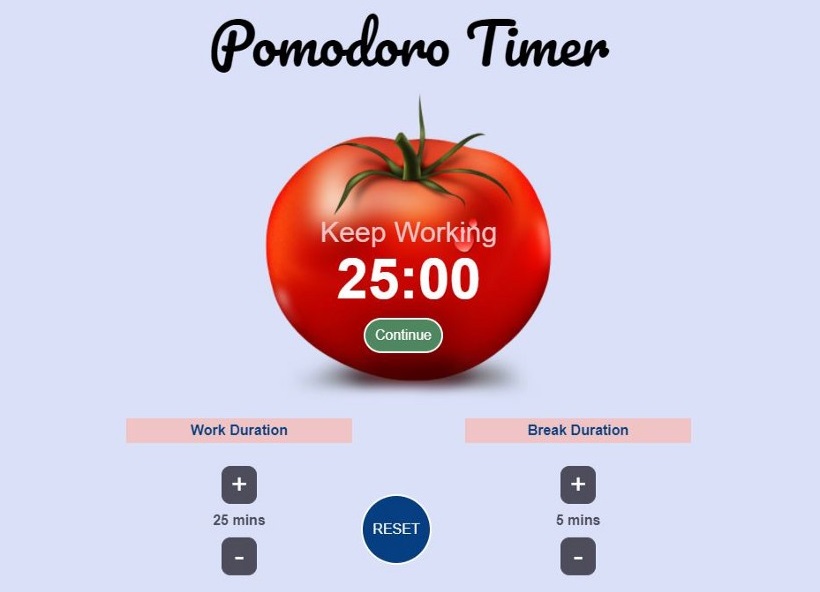 Pomodoro Timer
Keep Working
25:00
Continue
Work Duration
+
25 mins
-
RESET
Break Duration
+
5 mins
-